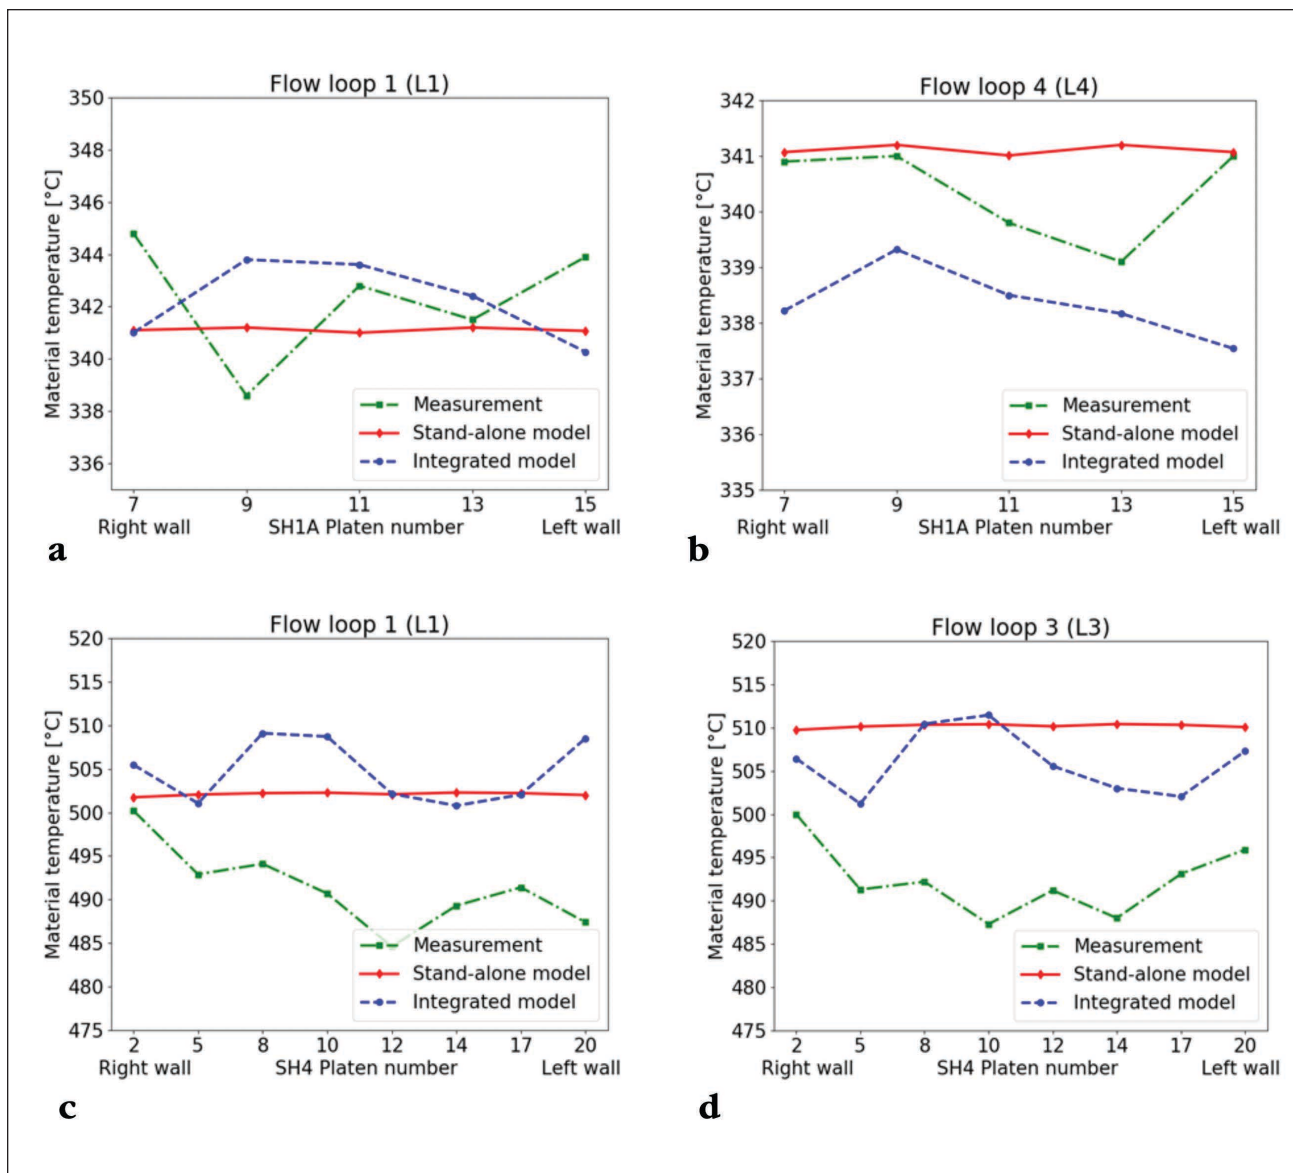 Flow loop 1 (L1)
Material temperature [°C]
350
348
346
344
342
340
338
336
Measurement
Stand-alone model
Integrated model
7 9 11 13 15
Right wall SH1A Platen number Left wall
a
Flow loop 4 (L4)
Material temperature [°C]
342
341
340
339
338
337
336
335
Measurement
Stand-alone model
Integrated model
7 9 11 13 15
Right wall SH1A Platen number Left wall
b
Flow loop 1 (L1)
Material temperature [°C]
520
515
510
505
500
495
490
485
480
475
Measurement
Stand-alone model
Integrated model
2 5 8 10 12 14 17 20
Right wall SH4 Platen number Left wall
c
Flow loop 3 (L3)
Material temperature [°C]
520
515
510
505
500
495
490
485
480
475
Measurement
Stand-alone model
Integrated model
2 5 8 10 12 14 17 20
Right wall SH4 Platen number Left wall
d